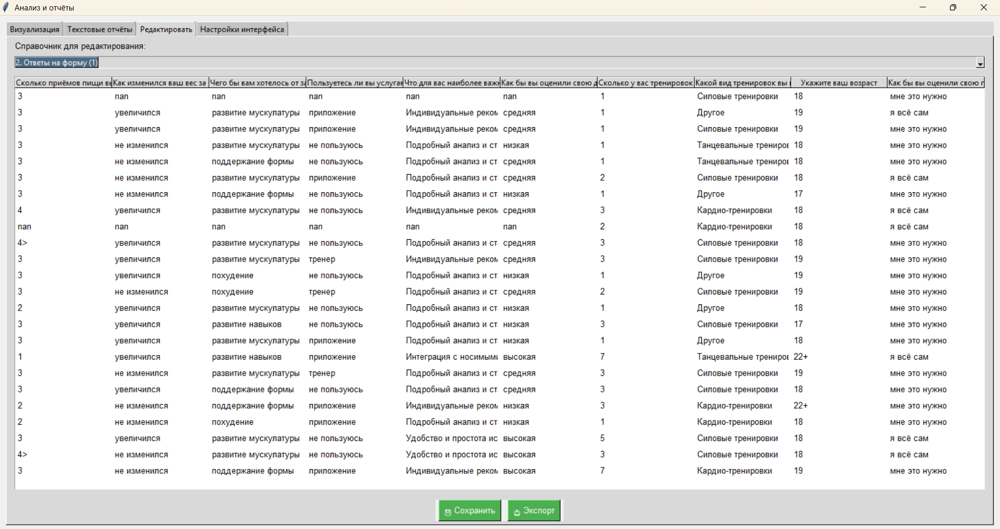 Анализ и отчёты
Визуализация Текстовые отчёты Редактировать Настройки интерфейса
Справочник для редактирования:
2. Ответы на форму (1)
Сколько приёмов пищи вы Как изменился ваш вес за Чего бы вам хотелось от за Пользуетесь ли вы услугам Что для вас наиболее важн Как бы вы оценили свою д Сколько у вас тренировок Какой вид тренировок вы Укажите ваш возраст Как бы вы оценили свою г
3 nan nan nan nan nan 1 Силовые тренировки 18 мне это нужно
3 увеличился развитие мускулатуры приложение Индивидуальные реком средняя 1 Другое 19 я всё сам
3 увеличился развитие мускулатуры приложение Индивидуальные реком средняя 1 Силовые тренировки 19 мне это нужно
3 не изменился развитие мускулатуры не пользуюсь Подробный анализ и ст низкая 1 Танцевальные трениров 18 мне это нужно
3 не изменился поддержание формы не пользуюсь Подробный анализ и ст средняя 1 Танцевальные трениров 18 мне это нужно
3 не изменился развитие мускулатуры приложение Подробный анализ и ст средняя 2 Силовые тренировки 18 я всё сам
3 не изменился поддержание формы не пользуюсь Подробный анализ и ст низкая 1 Другое 17 мне это нужно
4 увеличился развитие мускулатуры не пользуюсь Индивидуальные реком средняя 3 Кардио-тренировки 18 я всё сам
nan nan nan nan nan nan 2 Кардио-тренировки 18 я всё сам
4> увеличился развитие мускулатуры не пользуюсь Подробный анализ и ст средняя 3 Силовые тренировки 18 мне это нужно
3 увеличился развитие мускулатуры тренер Индивидуальные реком средняя 3 Силовые тренировки 19 мне это нужно
3 увеличился похудение не пользуюсь Подробный анализ и ст низкая 1 Другое 19 мне это нужно
3 не изменился похудение тренер Подробный анализ и ст средняя 2 Силовые тренировки 19 мне это нужно
2 увеличился развитие мускулатуры не пользуюсь Подробный анализ и ст низкая 1 Другое 18 мне это нужно
3 увеличился развитие навыков не пользуюсь Подробный анализ и ст низкая 3 Силовые тренировки 17 мне это нужно
3 увеличился развитие мускулатуры приложение Подробный анализ и ст низкая 1 Другое 18 мне это нужно
1 увеличился развитие навыков приложение Интеграция с носимыми высокая 7 Танцевальные трениров 22+ я всё сам
3 не изменился развитие мускулатуры тренер Подробный анализ и ст средняя 3 Силовые тренировки 19 мне это нужно
3 увеличился поддержание формы не пользуюсь Подробный анализ и ст средняя 3 Силовые тренировки 18 мне это нужно
2 не изменился поддержание формы приложение Индивидуальные реком низкая 3 Кардио-тренировки 22+ мне это нужно
2 не изменился похудение приложение Подробный анализ и ст низкая 1 Кардио-тренировки 18 мне это нужно
3 увеличился развитие мускулатуры не пользуюсь Удобство и простота ис высокая 5 Силовые тренировки 18 я всё сам
4> не изменился развитие мускулатуры не пользуюсь Удобство и простота ис высокая 3 Силовые тренировки 18 я всё сам
3 не изменился поддержание формы приложение Индивидуальные реком высокая 7 Кардио-тренировки 19 мне это нужно
Сохранить Экспорт